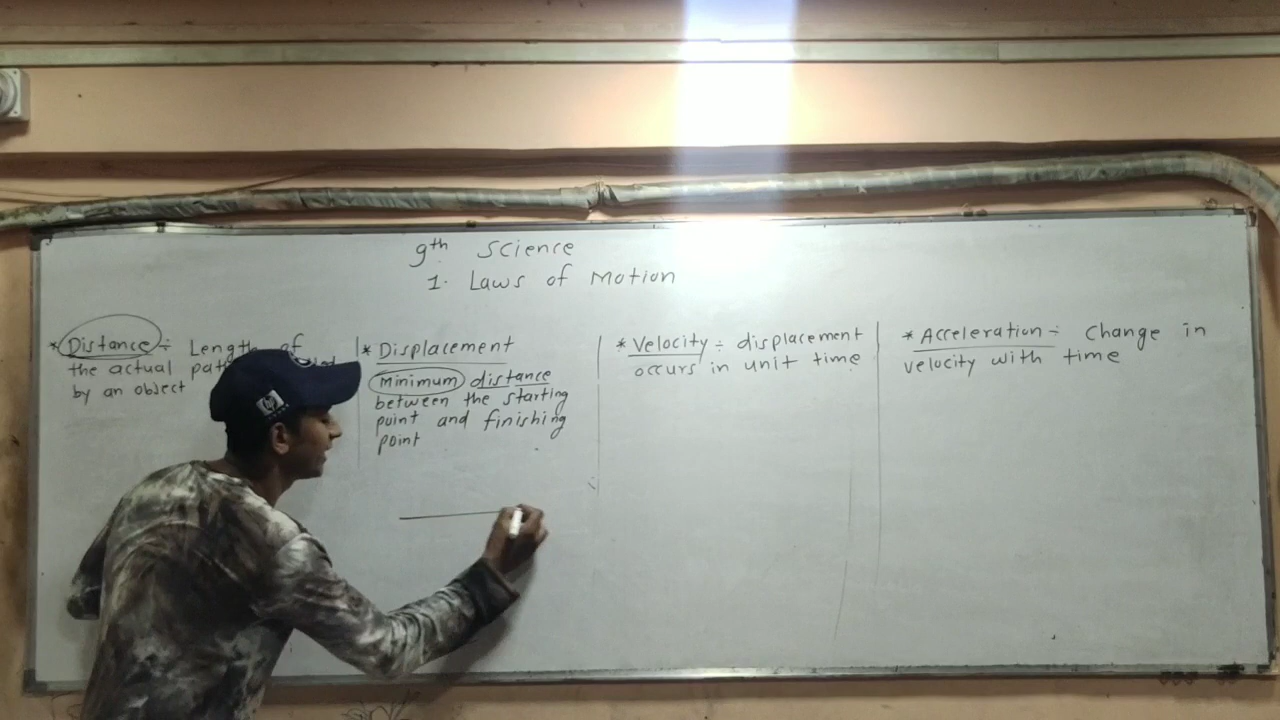 9th Science
1. Laws of Motion
* Distance ÷ Length of
the actual
by an object
* Displacement
minimum distance
between the starting
point and finishing
point
* Velocity ÷ displacement
occurs in unit time
* Acceleration ÷ Change in
velocity with time
hp